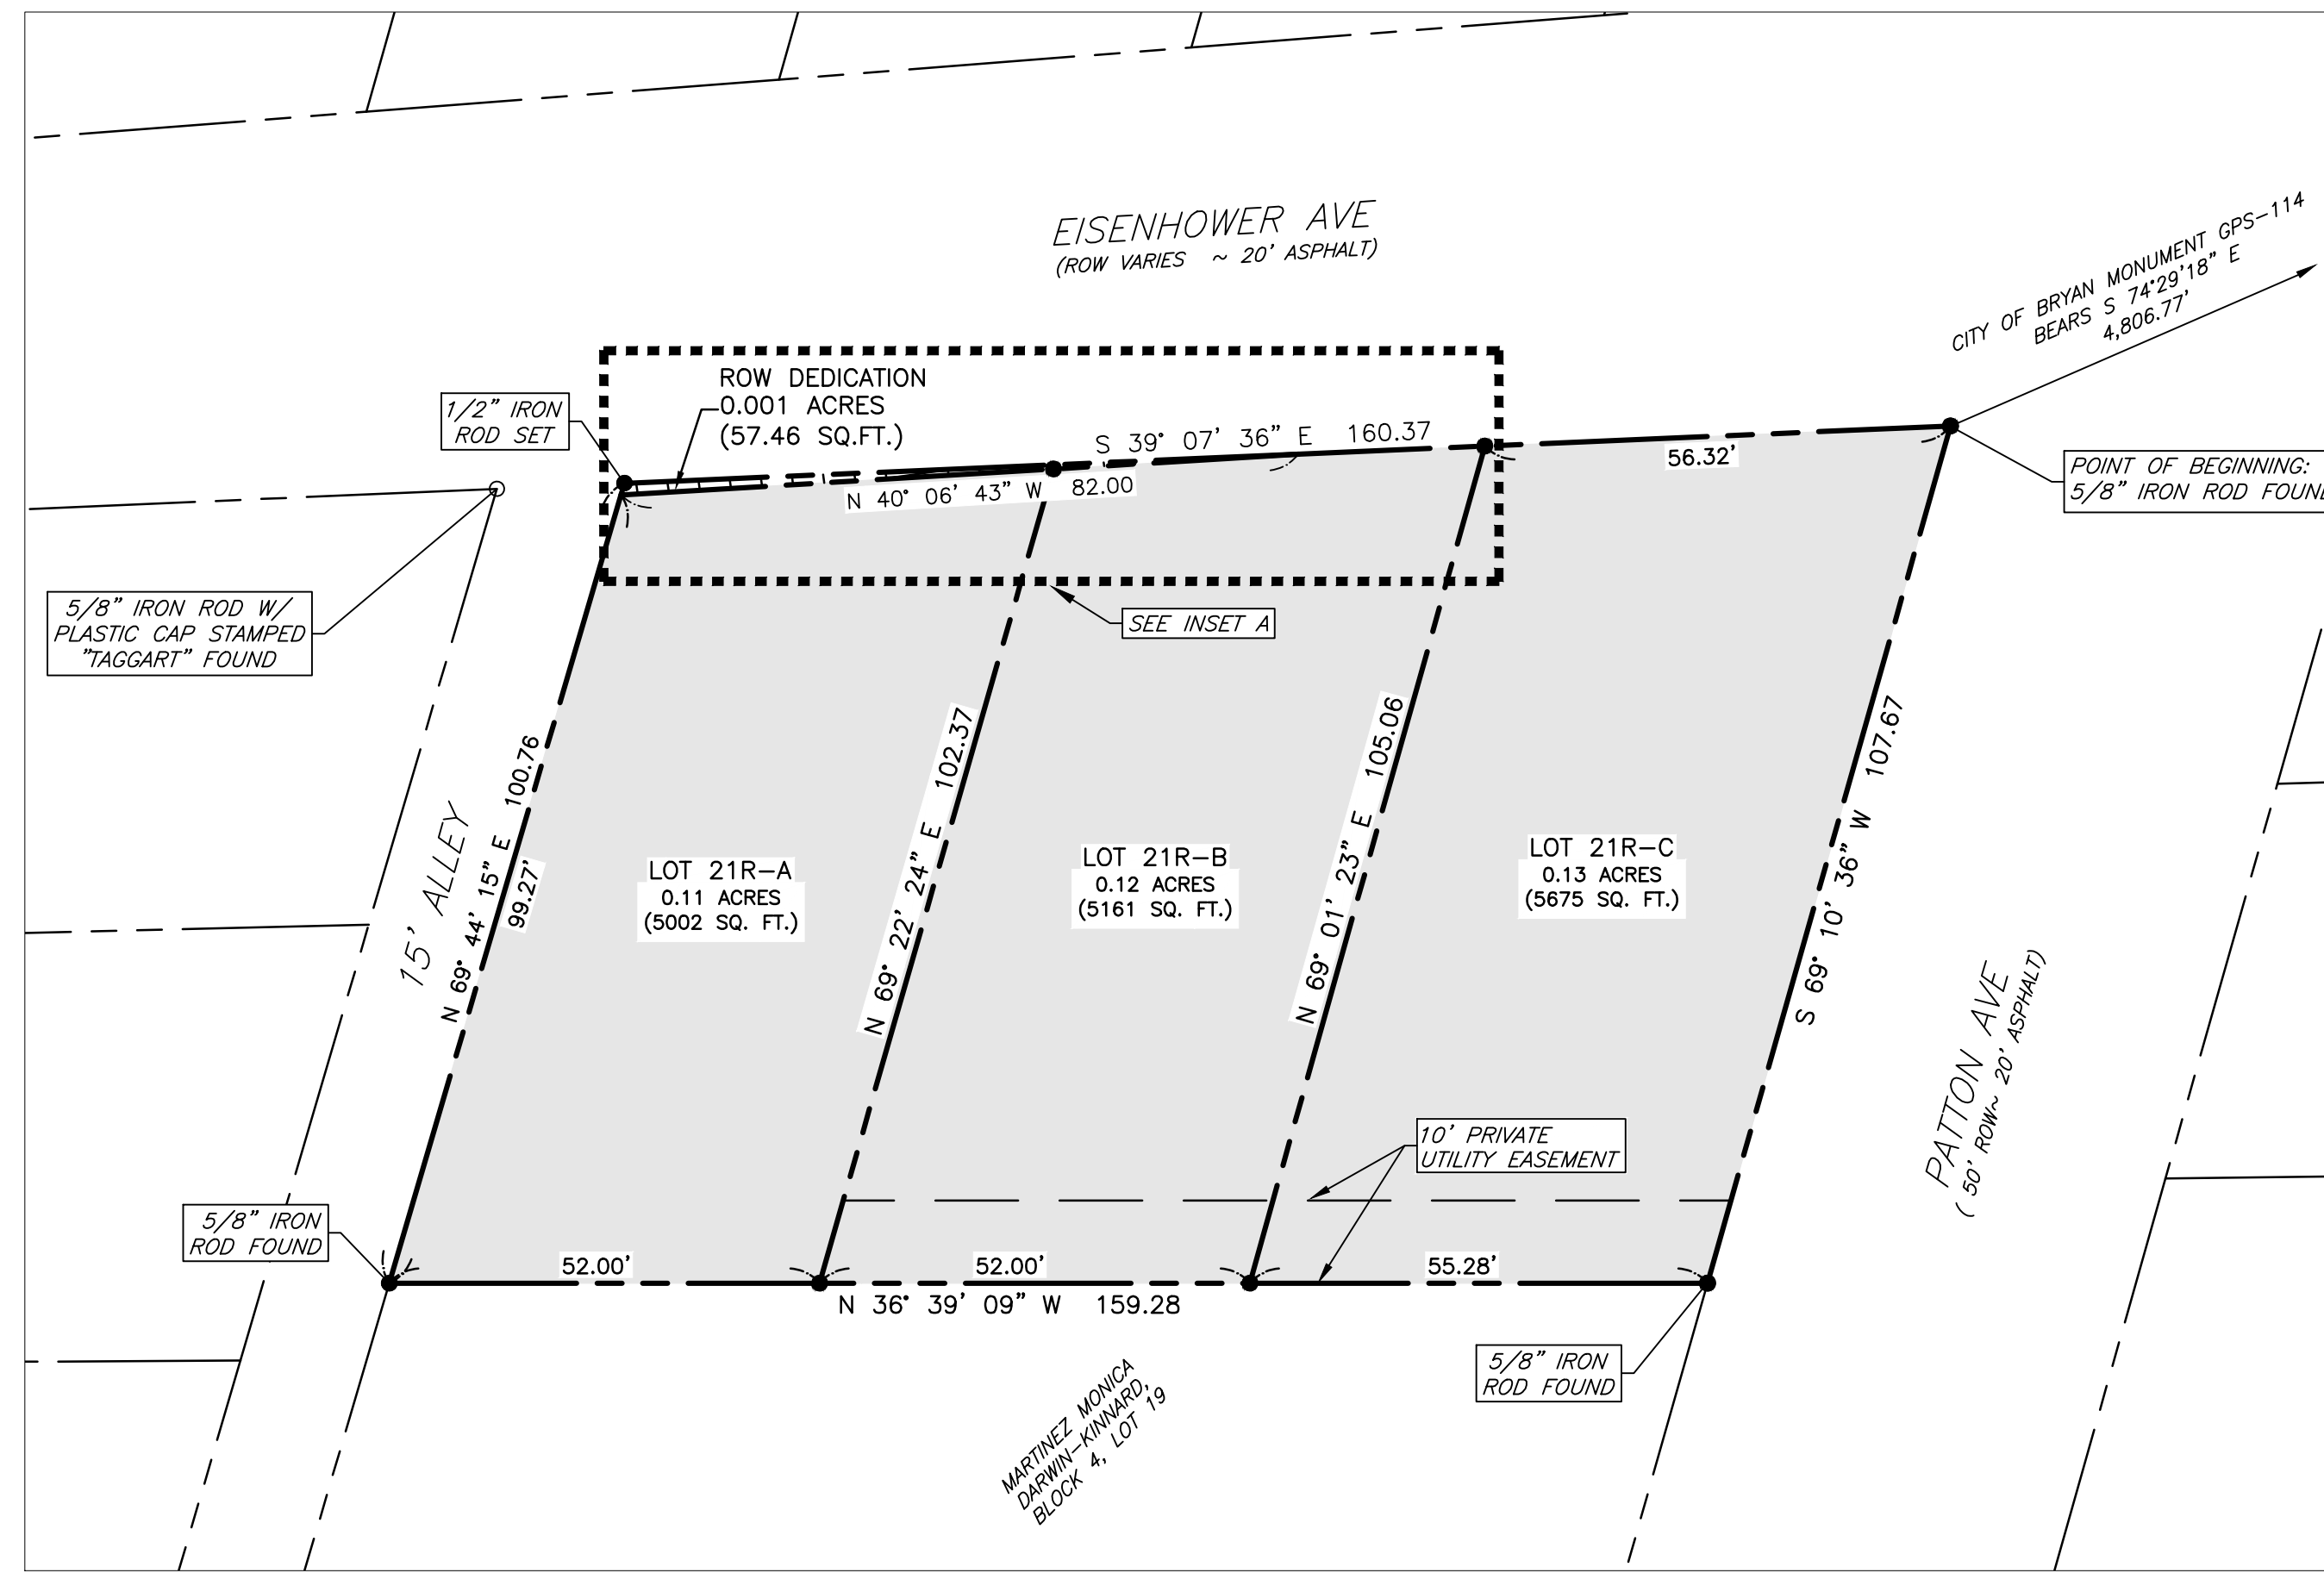 EISENHOWER AVE
(ROW VARIES ~ 20' ASPHALT)
CITY OF BRYAN MONUMENT GPS-114
BEARS S 74°29'18" E
4,806.77'
ROW DEDICATION
0.001 ACRES
(57.46 SQ.FT.)
1/2" IRON
ROD SET
S 39° 07' 36" E 160.37
56.32'
N 40° 06' 43" W 82.00
POINT OF BEGINNING:
5/8" IRON ROD
5/8" IRON ROD W/
PLASTIC CAP STAMPED
"TAGGART" FOUND
SEE INSET A
15' ALLEY
N 69° 44' 15" E 100.76
99.27'
N 69° 22' 24" E 102.37
N 69° 01' 23" E 105.06
S 69° 10' 36" W 107.67
LOT 21R-A
0.11 ACRES
(5002 SQ. FT.)
LOT 21R-B
0.12 ACRES
(5161 SQ. FT.)
LOT 21R-C
0.13 ACRES
(5675 SQ. FT.)
PATTON AVE
( 50' ROW~ 20' ASPHALT)
10' PRIVATE
UTILITY EASEMENT
5/8" IRON
ROD FOUND
52.00'
52.00'
55.28'
N 36° 39' 09" W 159.28
5/8" IRON
ROD FOUND
MARTINEZ MONICA
DARWIN-KINNARD,
BLOCK 4, LOT 19